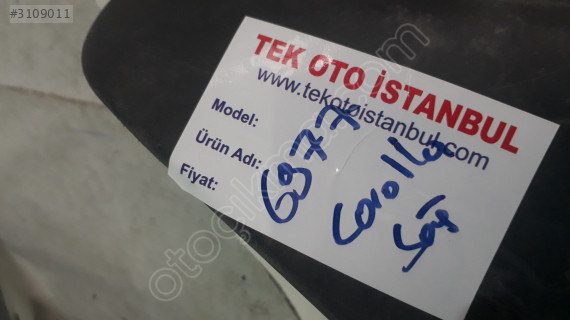 #3109011
TEK OTO İSTANBUL
www.tekotoistanbul.com
Model:
Ürün Adı:
Fiyat:
6977
Corolla